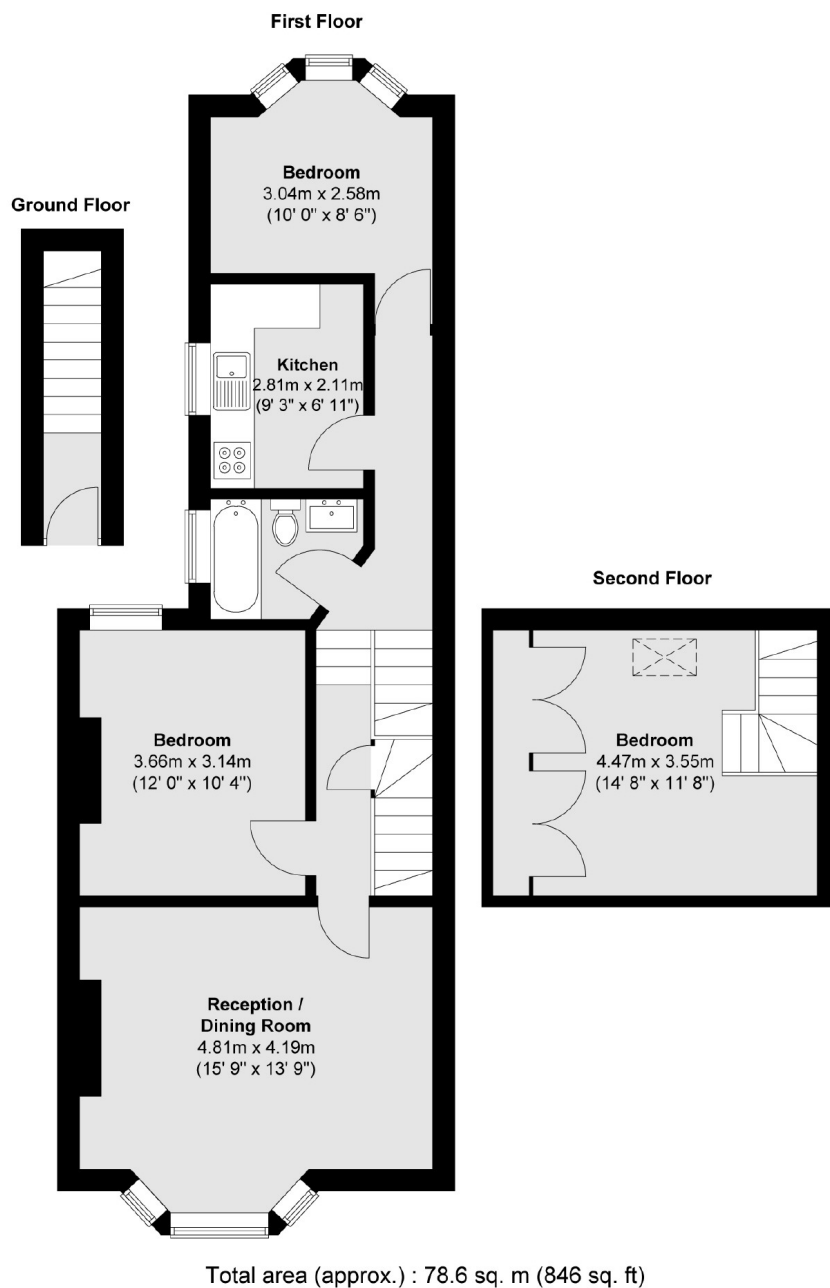 First Floor
Bedroom
3.04m x 2.58m
(10' 0" x 8' 6")
Ground Floor
Kitchen
2.81m x 2.11m
(9' 3" x 6' 11")
Second Floor
Bedroom
3.66m x 3.14m
(12' 0" x 10' 4")
Bedroom
4.47m x 3.55m
(14' 8" x 11' 8")
Reception /
Dining Room
4.81m x 4.19m
(15' 9" x 13' 9")
Total area (approx.) : 78.6 sq. m (846 sq. ft)